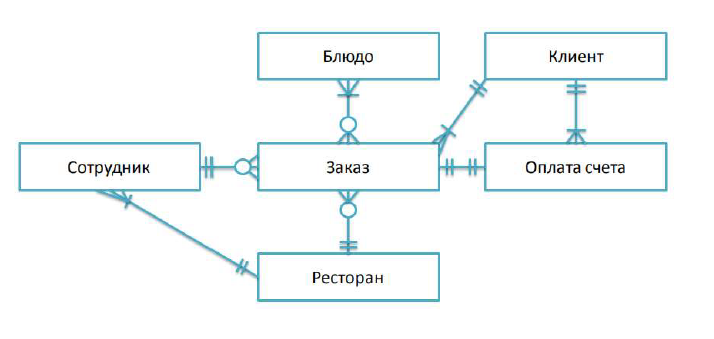 Блюдо
Клиент
Сотрудник
Заказ
Оплата счета
Ресторан